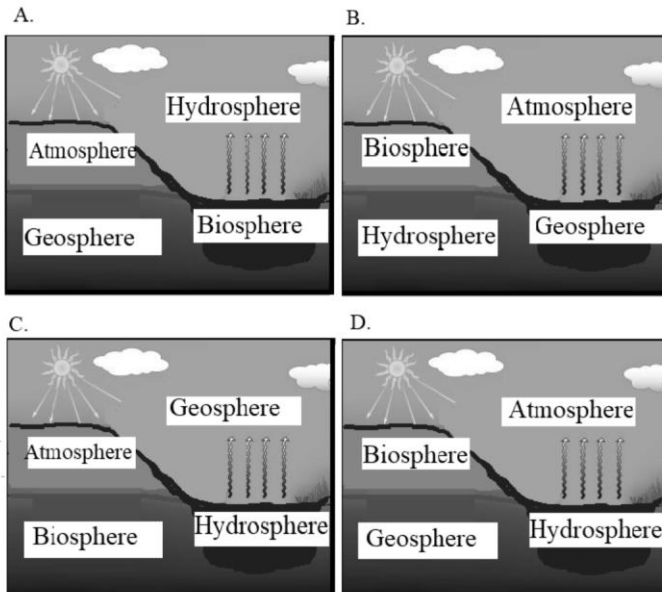 A.
Hydrosphere
Atmosphere
Geosphere
Biosphere
B.
Atmosphere
Biosphere
Hydrosphere
Geosphere
C.
Geosphere
Atmosphere
Biosphere
Hydrosphere
D.
Atmosphere
Biosphere
Geosphere
Hydrosphere